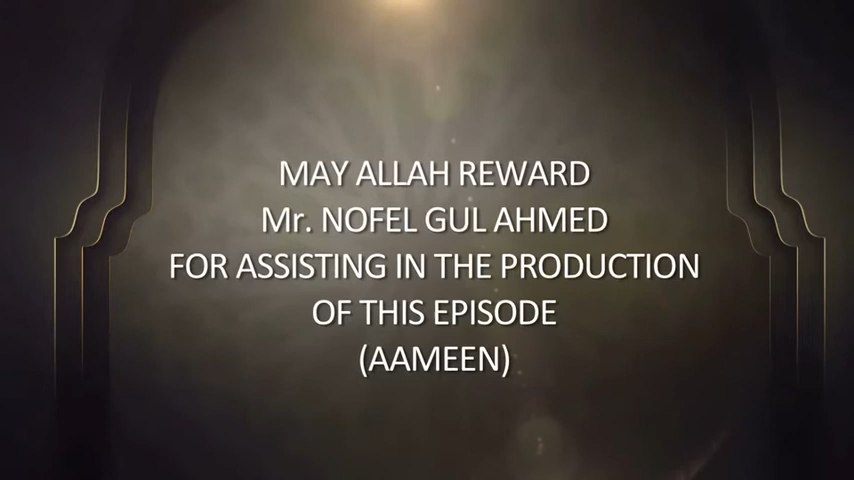 MAY ALLAH REWARD
Mr. NOFEL GUL AHMED
FOR ASSISTING IN THE PRODUCTION
OF THIS EPISODE
(AAMEEN)